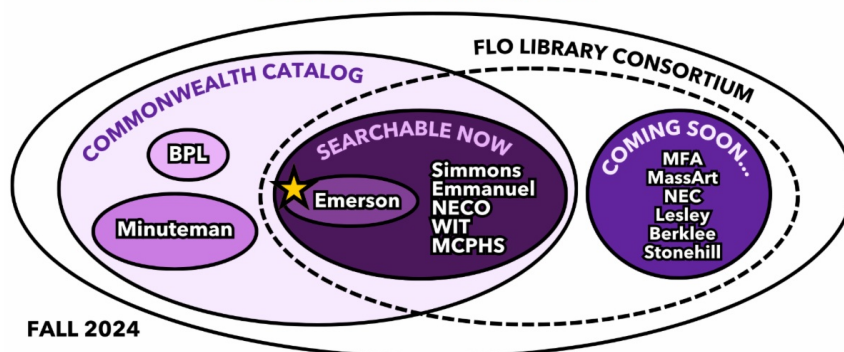 FLO LIBRARY CONSORTIUM
COMMONWEALTH CATALOG
SEARCHABLE NOW
COMING SOON...
BPL
Minuteman
Emerson
Simmons
Emmanuel
NECO
WIT
MCPHS
MFA
MassArt
NEC
Lesley
Berklee
Stonehill
FALL 2024